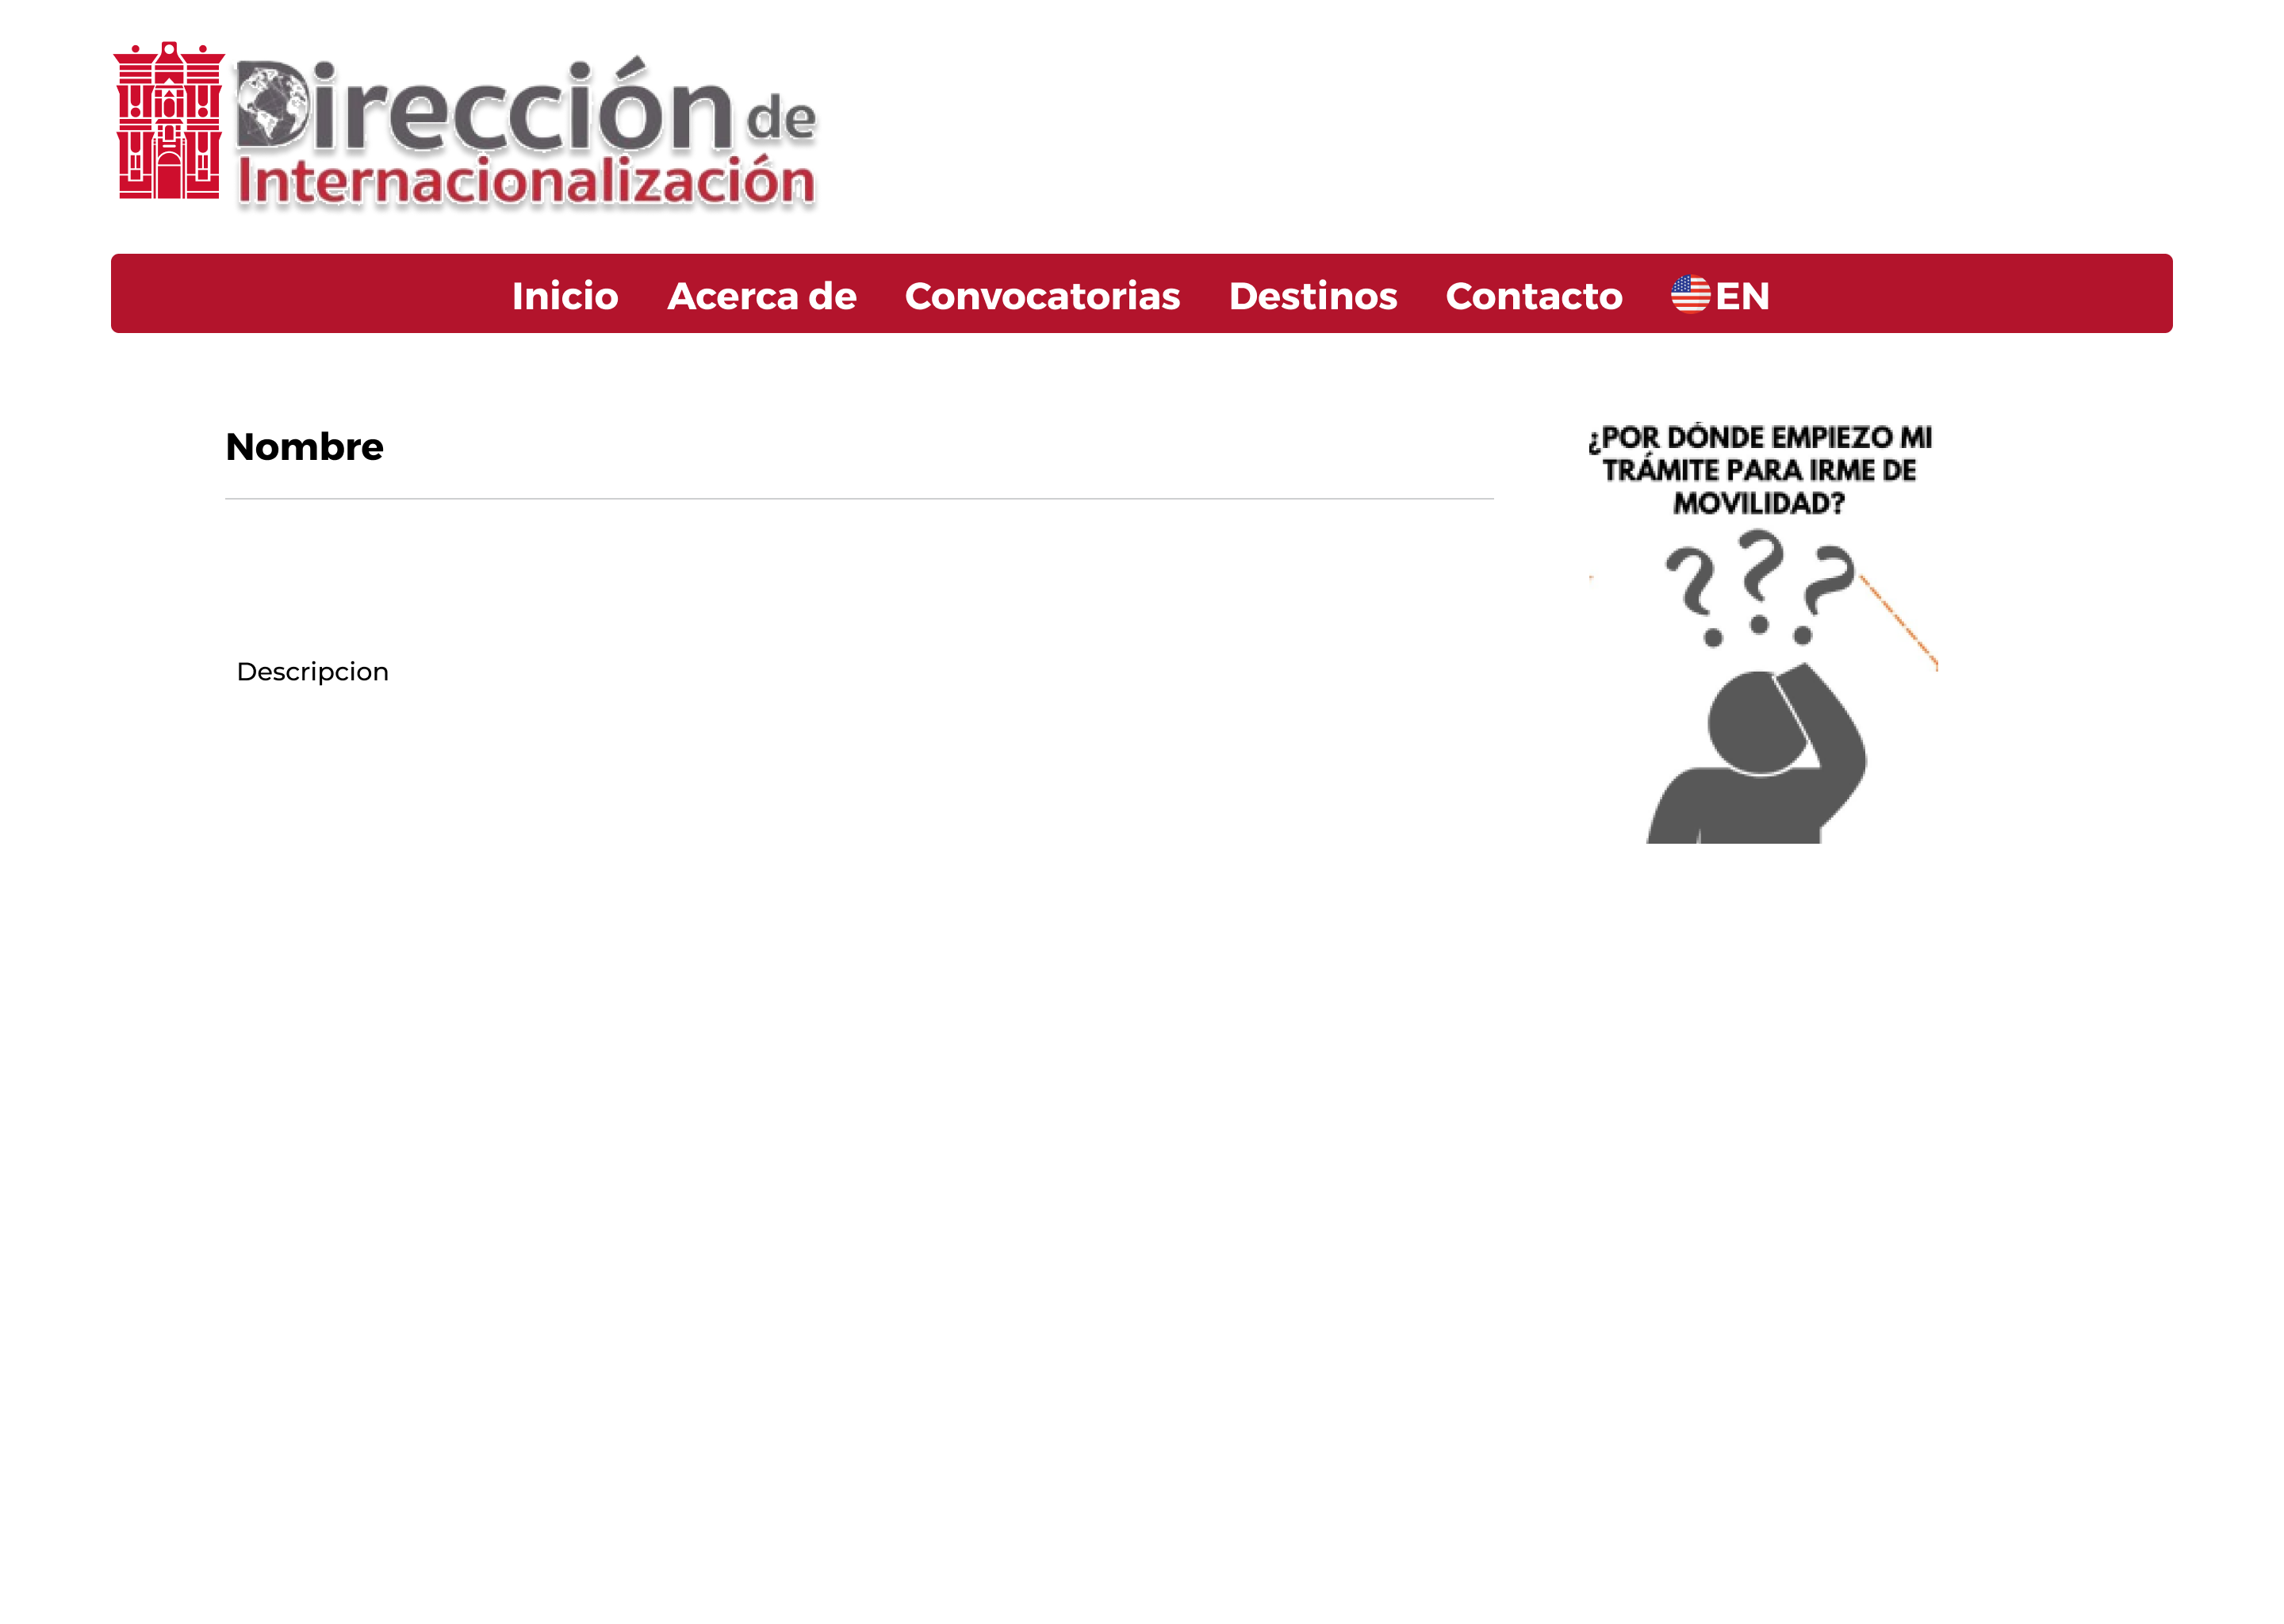 Dirección de
Internacionalización
Inicio Acerca de Convocatorias Destinos Contacto EN
Nombre
¿POR DÓNDE EMPIEZO MI
TRÁMITE PARA IRME DE
MOVILIDAD?
? ? ?
Descripcion